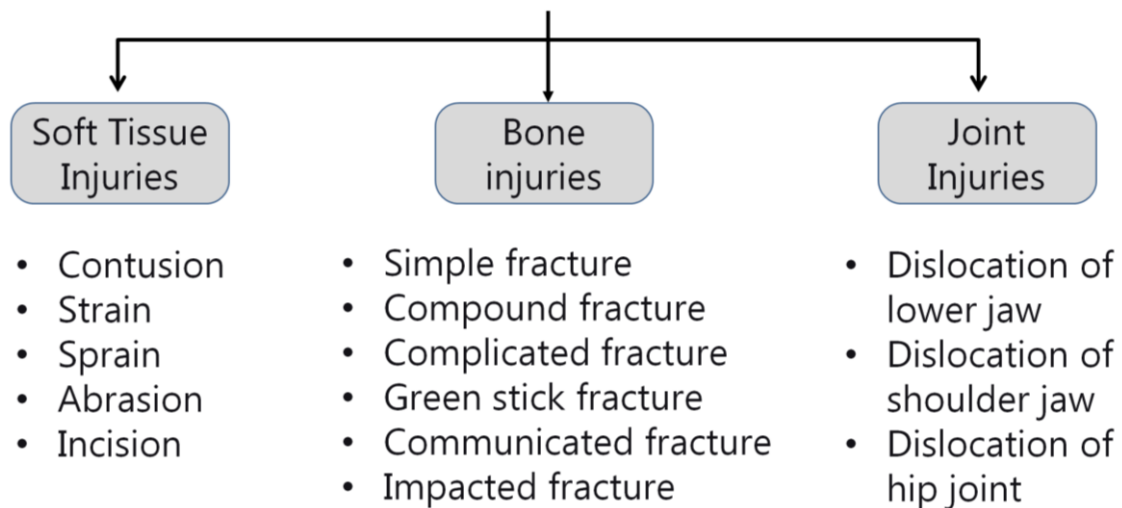 Soft Tissue
Injuries
• Contusion
• Strain
• Sprain
• Abrasion
• Incision
Bone
injuries
• Simple fracture
• Compound fracture
• Complicated fracture
• Green stick fracture
• Communicated fracture
• Impacted fracture
Joint
Injuries
• Dislocation of
lower jaw
• Dislocation of
shoulder jaw
• Dislocation of
hip joint